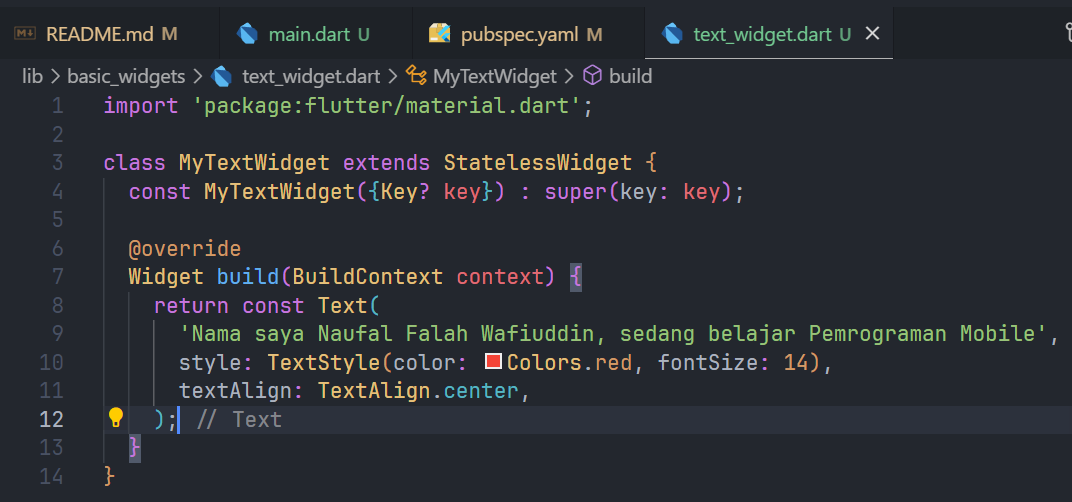 README.md M main.dart U pubspec.yaml M text_widget.dart U
lib > basic_widgets > text_widget.dart > MyTextWidget > build
1 import 'package:flutter/material.dart';
2
3 class MyTextWidget extends StatelessWidget {
4 const MyTextWidget({Key? key}) : super(key: key);
5
6 @override
7 Widget build(BuildContext context) {
8 return const Text(
9 'Nama saya Naufal Falah Wafiuddin, sedang belajar Pemrograman Mobile',
10 style: TextStyle(color: Colors.red, fontSize: 14),
11 textAlign: TextAlign.center,
12 ); // Text
13 }
14 }